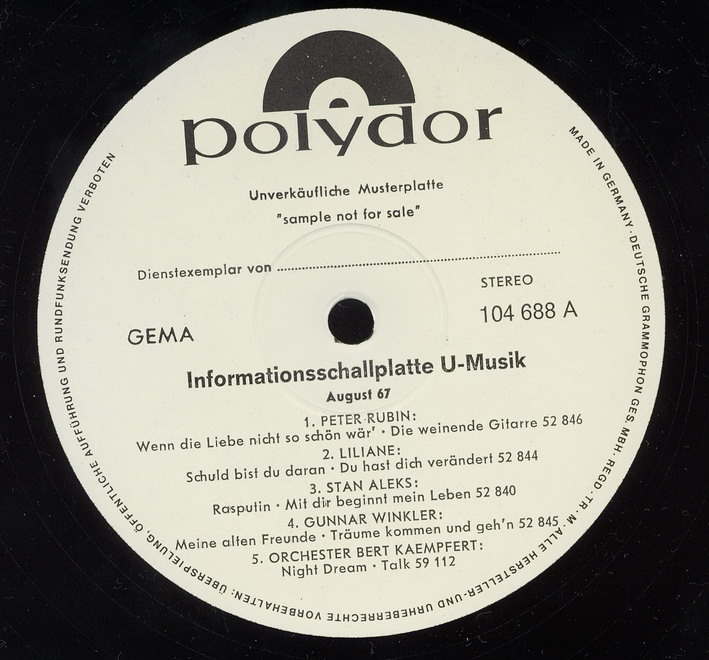 polydor
Unverkäufliche Musterplatte
"sample not for sale"
Dienstexemplar von ........................................
STEREO
GEMA
104 688 A
Informationsschallplatte U-Musik
August 67
1. PETER RUBIN:
Wenn die Liebe nicht so schön wär' · Die weinende Gitarre 52 846
2. LILIANE:
Schuld bist du daran · Du hast dich verändert 52 844
3. STAN ALEKS:
Rasputin · Mit dir beginnt mein Leben 52 840
4. GUNNAR WINKLER:
Meine alten Freunde · Träume kommen und geh'n 52 845
5. ORCHESTER BERT KAEMPFERT:
Night Dream · Talk 59 112
MADE IN GERMANY · DEUTSCHE GRAMMOPHON GES. MBH. · REGD · TR · M · ALLE HERSTELLER- UND URHEBERRECHTE VORBEHALTEN: ÜBERSPIELUNG, ÖFFENTLICHE AUFFÜHRUNG UND RUNDFUNKSENDUNG VERBOTEN